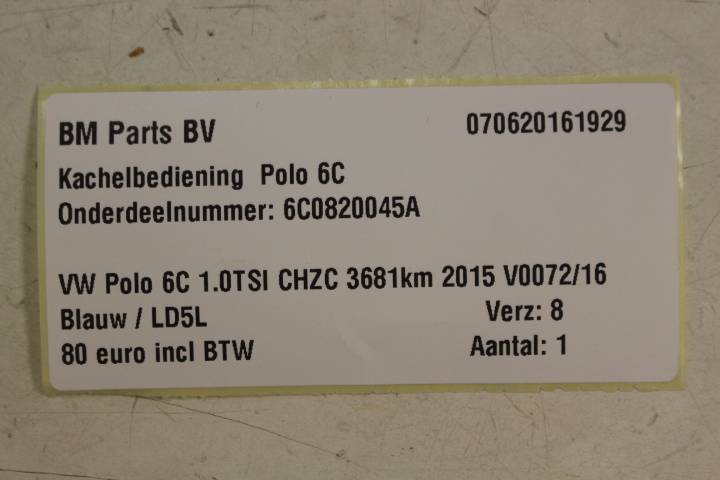 BM Parts BV 070620161929
Kachelbediening Polo 6C
Onderdeelnummer: 6C0820045A
VW Polo 6C 1.0TSI CHZC 3681km 2015 V0072/16
Blauw / LD5L Verz: 8
80 euro incl BTW Aantal: 1